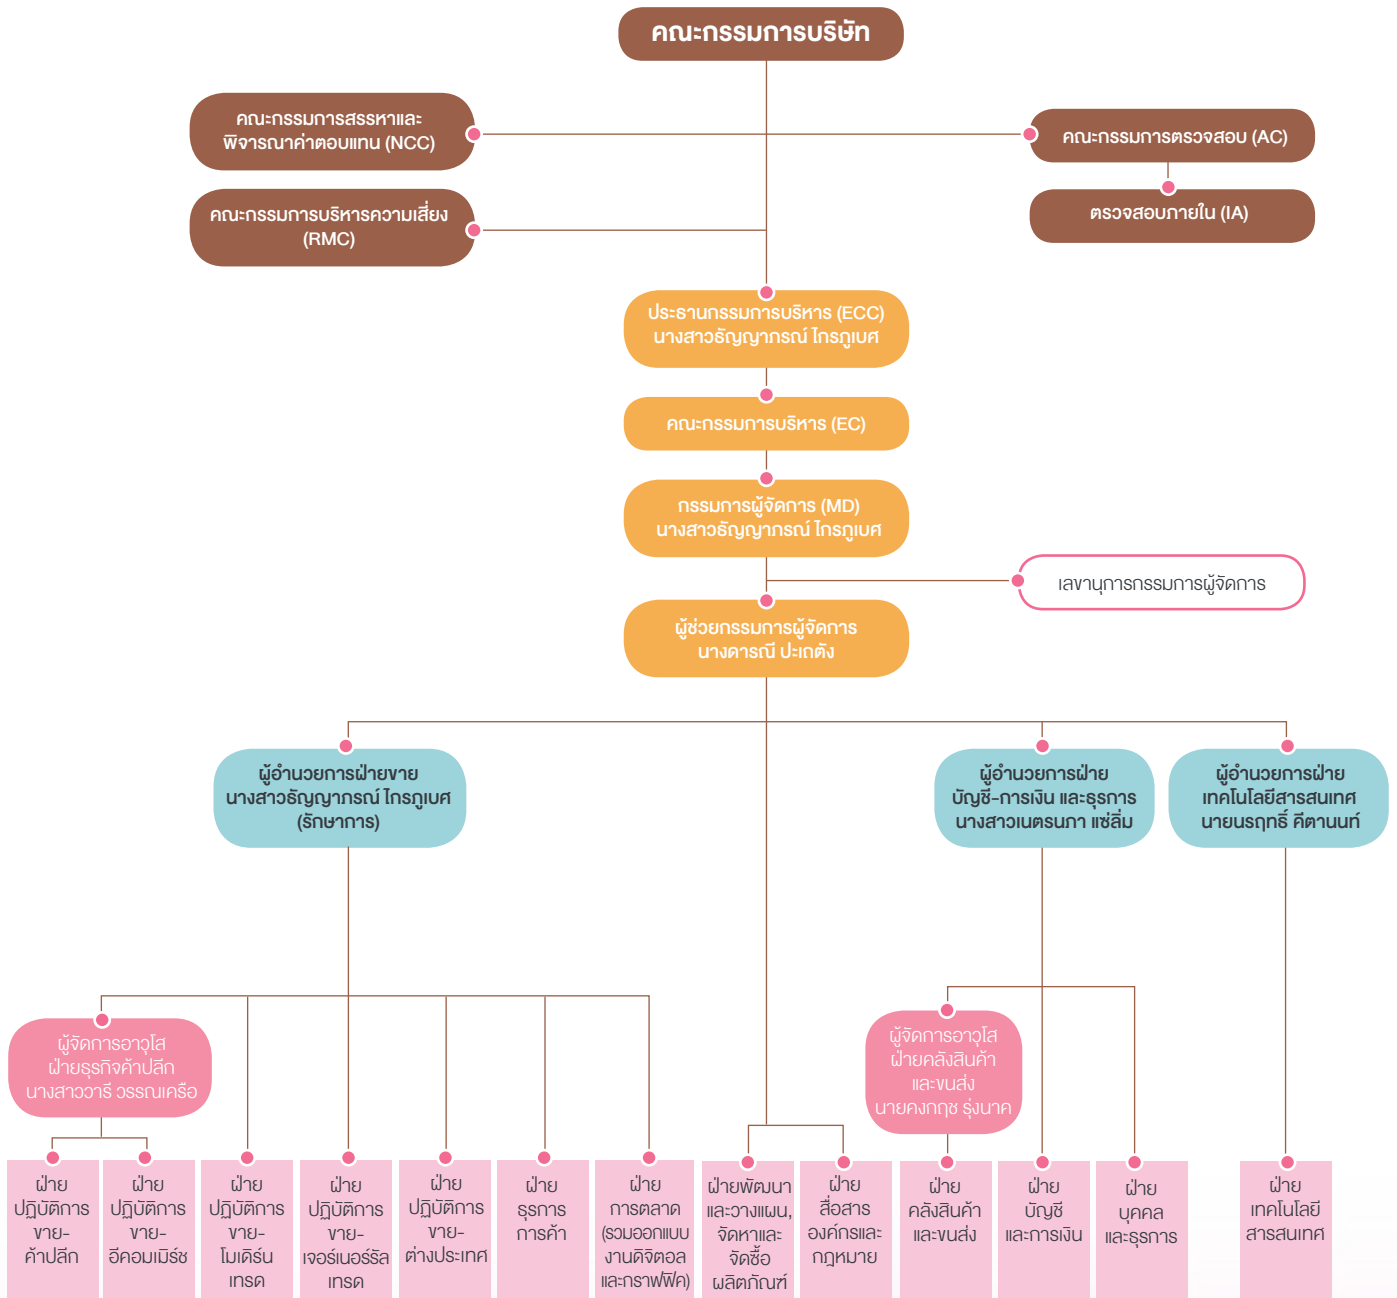 คณะกรรมการบริษัท
คณะกรรมการสรรหาและ
พิจารณาค่าตอบแทน (NCC)
คณะกรรมการตรวจสอบ (AC)
คณะกรรมการบริหารความเสี่ยง
(RMC)
ตรวจสอบภายใน (IA)
ประธานกรรมการบริหาร (ECC)
นางสาวธัญญาภรณ์ ไกรภูเบศ
คณะกรรมการบริหาร (EC)
กรรมการผู้จัดการ (MD)
นางสาวธัญญาภรณ์ ไกรภูเบศ
เลขานุการกรรมการผู้จัดการ
ผู้ช่วยกรรมการผู้จัดการ
นางดารณี ปะเถตัง
ผู้อำนวยการฝ่ายขาย
นางสาวธัญญาภรณ์ ไกรภูเบศ
(รักษาการ)
ผู้อำนวยการฝ่าย
บัญชี-การเงิน และธุรการ
นางสาวเนตรนภา แซ่ลิ่ม
ผู้อำนวยการฝ่าย
เทคโนโลยีสารสนเทศ
นายนรฤทธิ์ คีตานนท์
ผู้จัดการอาวุโส
ฝ่ายธุรกิจค้าปลีก
นางสาววารี วรรณเครือ
ผู้จัดการอาวุโส
ฝ่ายคลังสินค้า
และขนส่ง
นายคงกฤช รุ่งนาค
ฝ่าย
ปฏิบัติการ
ขาย-
ค้าปลีก
ฝ่าย
ปฏิบัติการ
ขาย-
อีคอมเมิร์ช
ฝ่าย
ปฏิบัติการ
ขาย-
โมเดิร์น
เทรด
ฝ่าย
ปฏิบัติการ
ขาย-
เจอร์เนอร์รัล
เทรด
ฝ่าย
ปฏิบัติการ
ขาย-
ต่างประเทศ
ฝ่าย
ธุรการ
การค้า
ฝ่าย
การตลาด
(รวมออกแบบ
งานดิจิตอล
และกราฟฟิค)
ฝ่ายพัฒนา
และวางแผน,
จัดหาและ
จัดซื้อ
ผลิตภัณฑ์
ฝ่าย
สื่อสาร
องค์กรและ
กฎหมาย
ฝ่าย
คลังสินค้า
และขนส่ง
ฝ่าย
บัญชี
และการเงิน
ฝ่าย
บุคคล
และธุรการ
ฝ่าย
เทคโนโลยี
สารสนเทศ